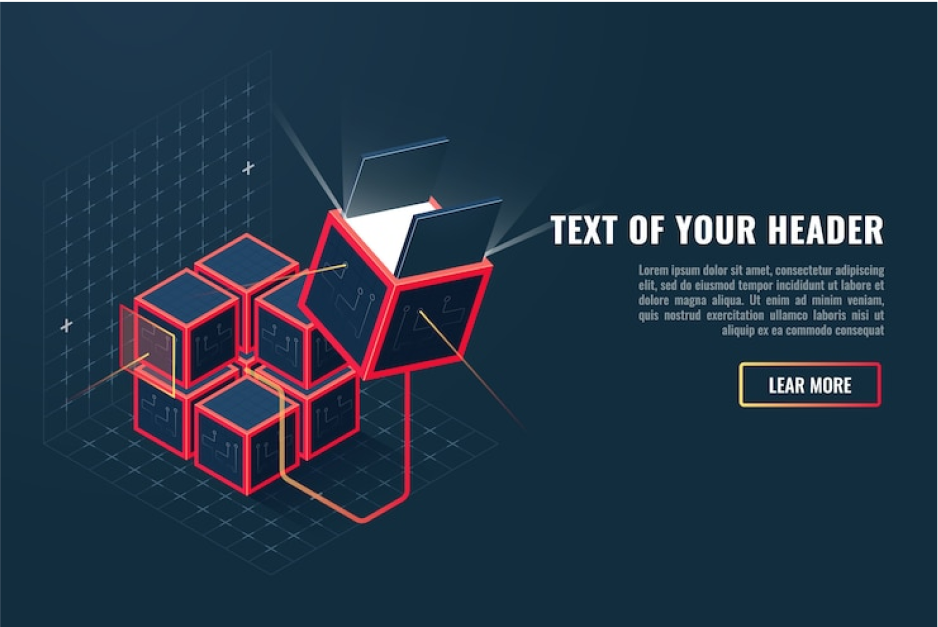 TEXT OF YOUR HEADER
Lorem ipsum dolor sit amet, consectetur adipiscing
elit, sed do eiusmod tempor incididunt ut labore et
dolore magna aliqua. Ut enim ad minim veniam,
quis nostrud exercitation ullamco laboris nisi ut
aliquip ex ea commodo consequat
LEAR MORE